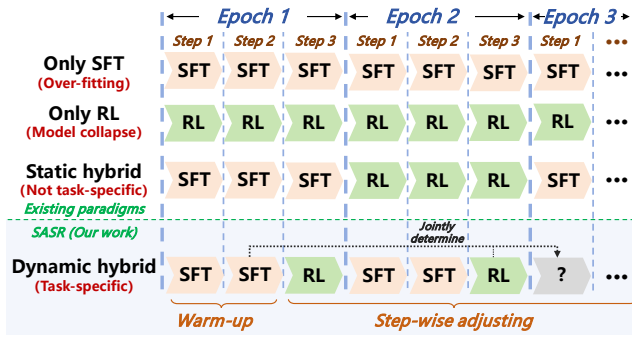 Epoch 1 Epoch 2 Epoch 3
Step 1 Step 2 Step 3 Step 1 Step 2 Step 3 Step 1 •••
Only SFT SFT SFT SFT SFT SFT SFT SFT •••
(Over-fitting)
Only RL RL RL RL RL RL RL RL •••
(Model collapse)
Static hybrid SFT SFT SFT RL RL RL SFT •••
(Not task-specific)
Existing paradigms
SASR (Our work)
Jointly
determine
Dynamic hybrid SFT SFT RL SFT SFT RL ? •••
(Task-specific)
Warm-up Step-wise adjusting